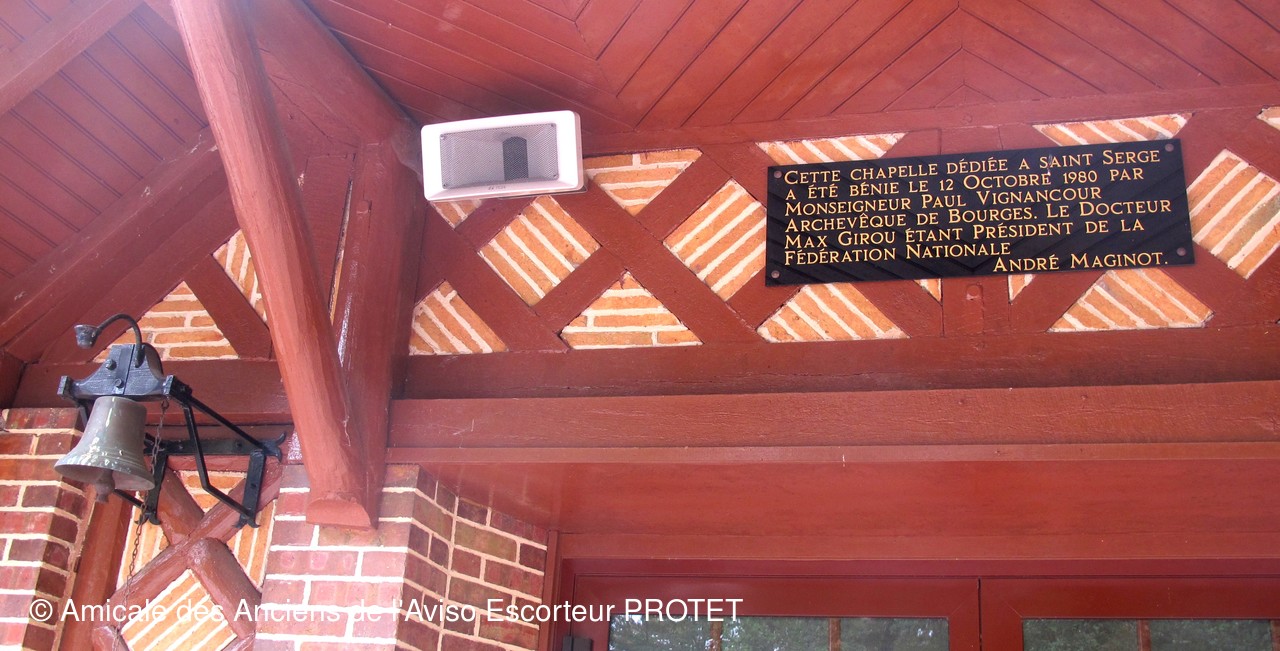 Cette chapelle dédiée a saint Serge
a été bénie le 12 Octobre 1980 par
Monseigneur Paul Vignancour
Archevêque de Bourges. Le Docteur
Max Girou étant Président de la
Fédération Nationale
André Maginot.
© Amicale des Anciens de l'Aviso Escorteur PROTET